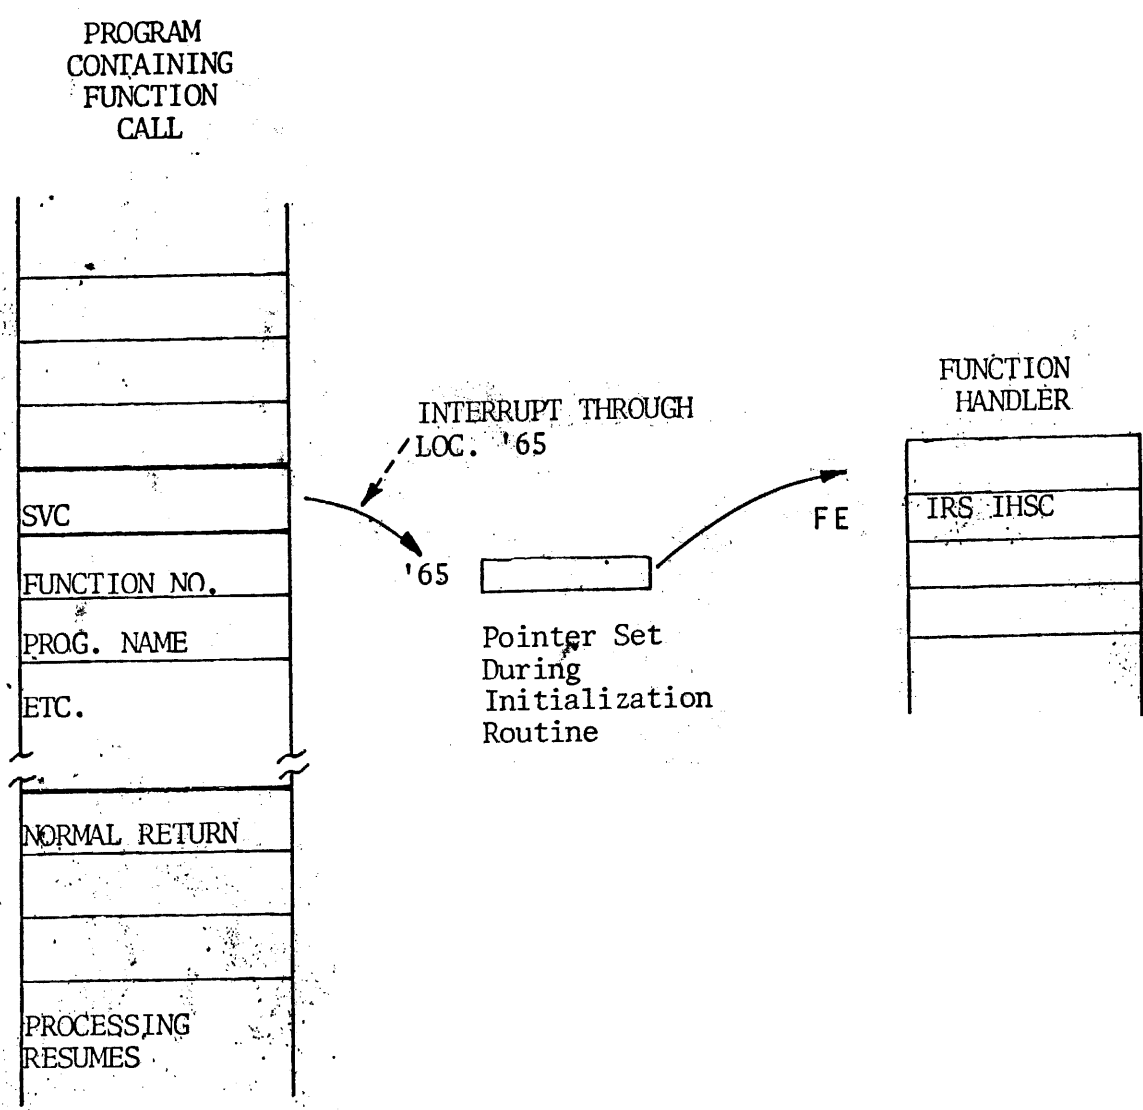 PROGRAM
CONTAINING
FUNCTION
CALL
SVC
FUNCTION NO.
PROG. NAME
ETC.
NORMAL RETURN
PROCESSING
RESUMES
INTERRUPT THROUGH
LOC. '65
'65
Pointer Set
During
Initialization
Routine
FUNCTION
HANDLER
FE
IRS IHSC